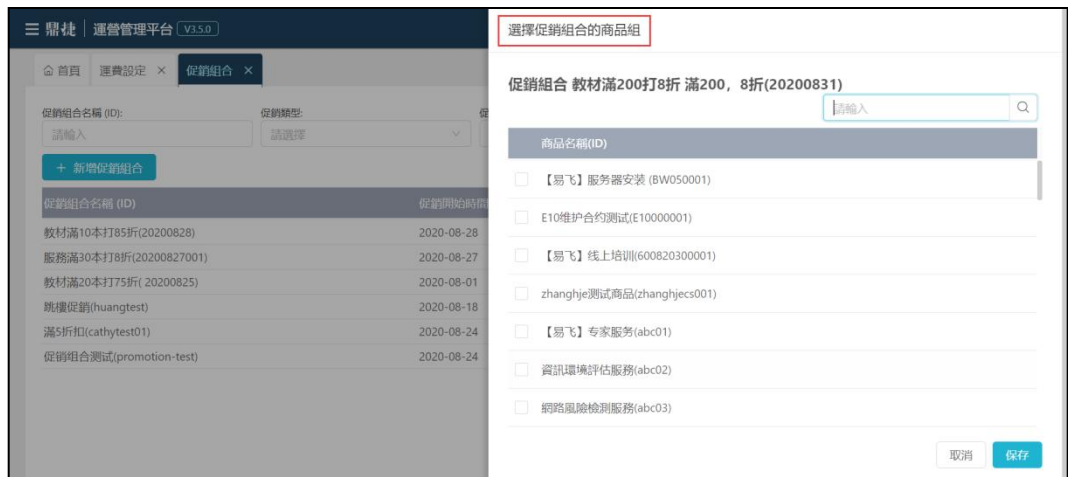 鼎捷 運營管理平台 V3.5.0
首頁 運費設定 × 促銷組合 ×
促銷組合名稱 (ID): 促銷類型: 促
請輸入 請選擇
+ 新增促銷組合
促銷組合名稱 (ID) 促銷開始時間
教材滿10本打85折(20200828) 2020-08-28
服務滿30本打8折(20200827001) 2020-08-27
教材滿20本打75折( 20200825) 2020-08-01
跳樓促銷(huangtest) 2020-08-18
滿5折扣(cathytest01) 2020-08-24
促销组合测试(promotion-test) 2020-08-24
選擇促銷組合的商品組
促銷組合 教材滿200打8折 滿200，8折(20200831)
請輸入
商品名稱(ID)
【易飞】服务器安装 (BW050001)
E10维护合约测试(E10000001)
【易飞】线上培训(600820300001)
zhanghje测试商品(zhanghjecs001)
【易飞】专家服务(abc01)
資訊環境評估服務(abc02)
網路風險檢測服務(abc03)
取消 保存